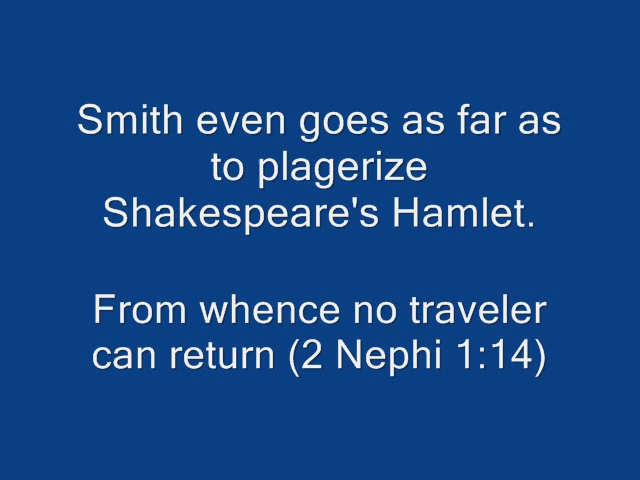 Smith even goes as far as
to plagerize
Shakespeare's Hamlet.
From whence no traveler
can return (2 Nephi 1:14)